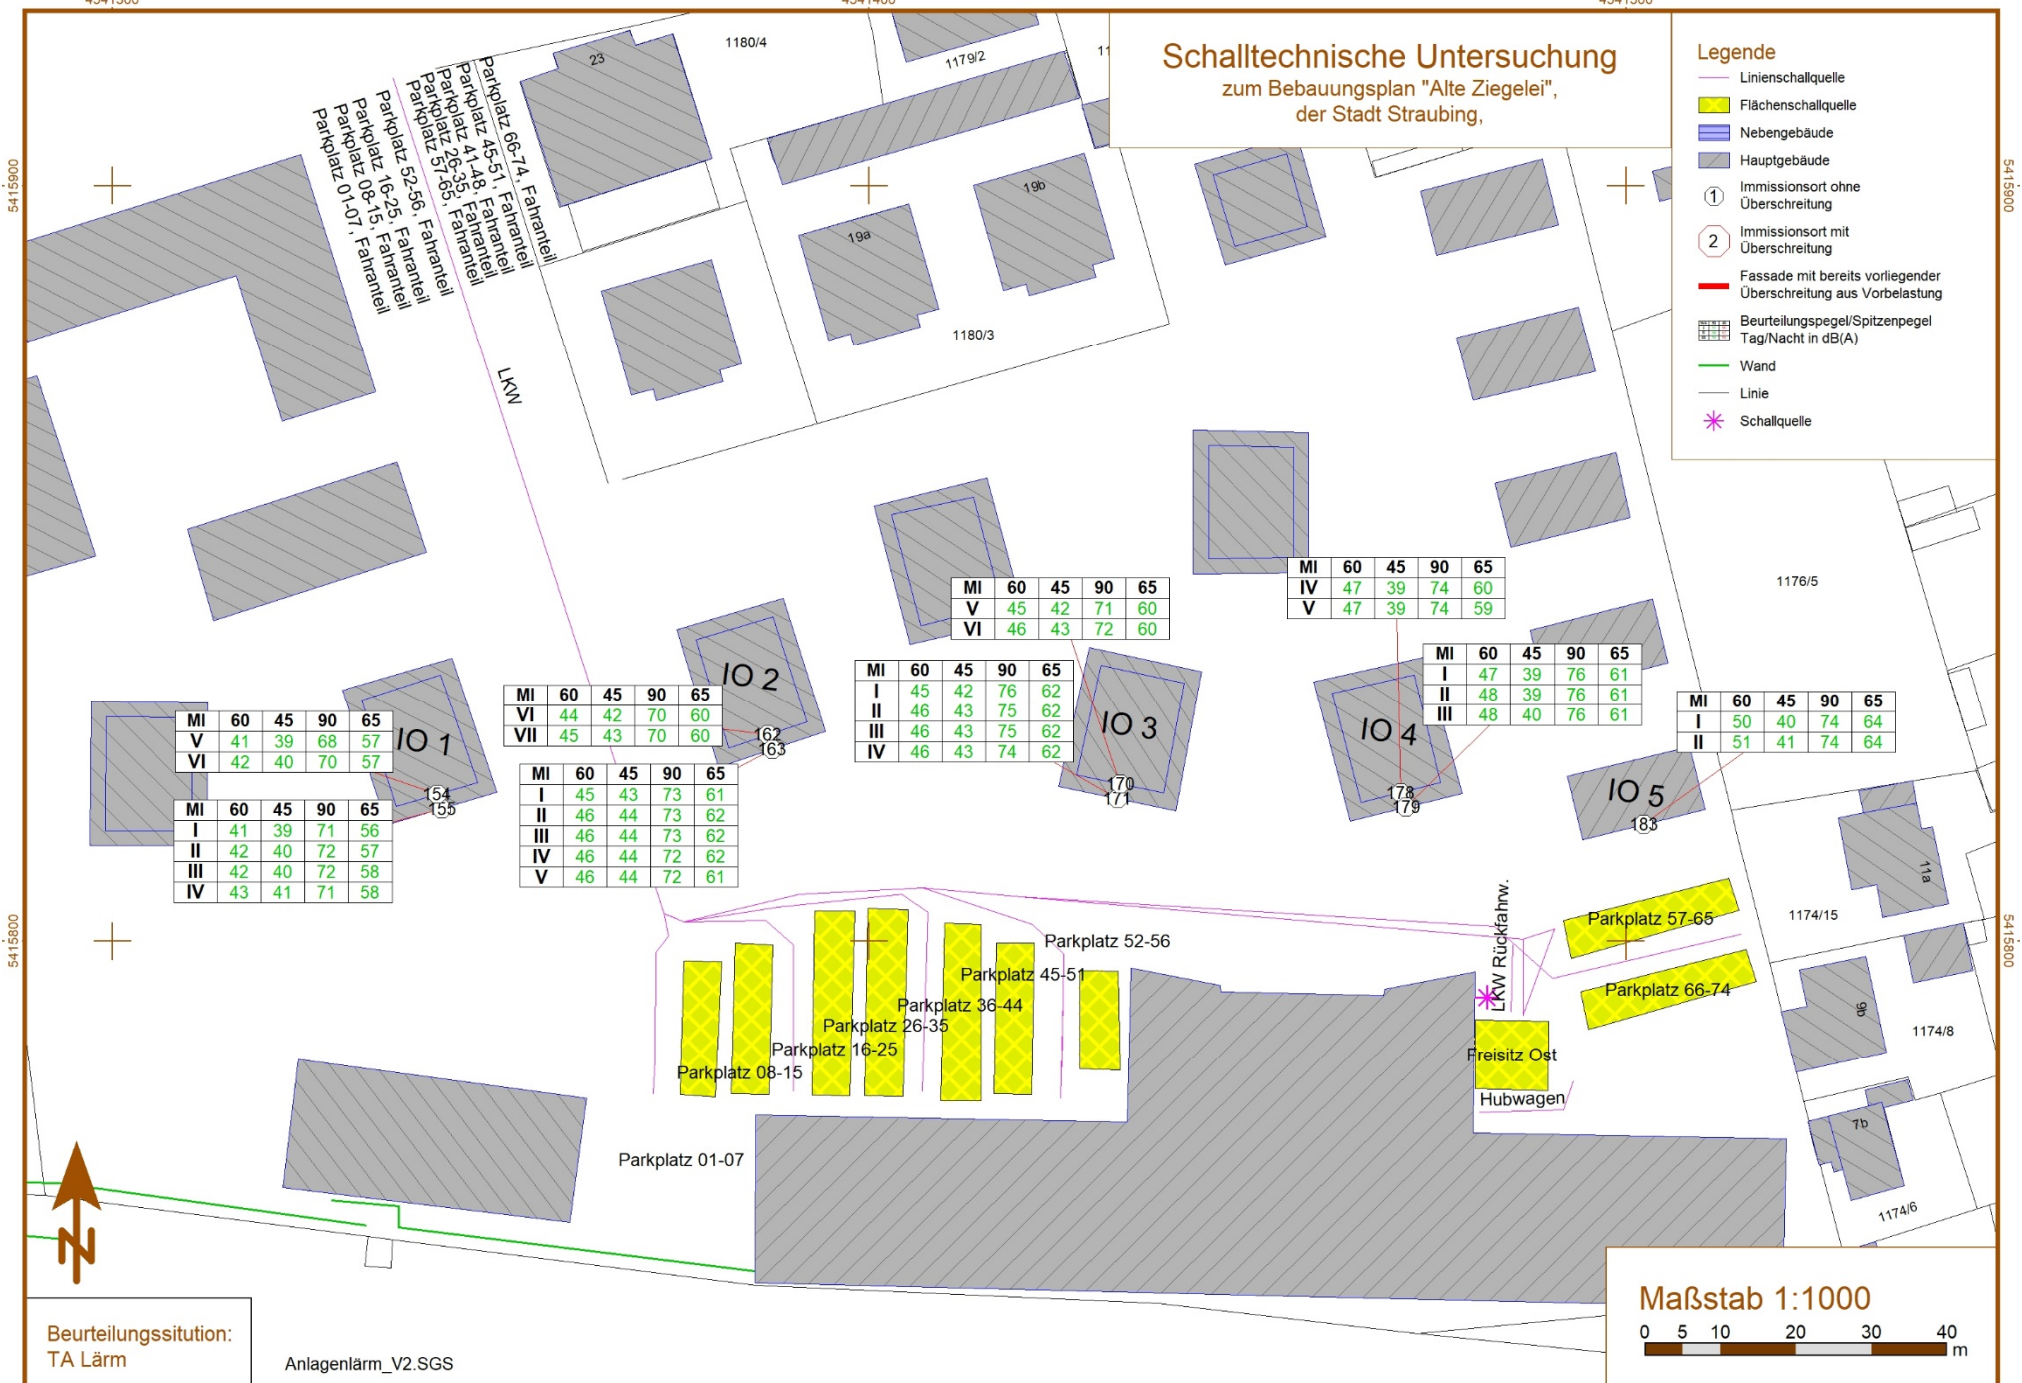 Schalltechnische Untersuchung
zum Bebauungsplan "Alte Ziegelei",
der Stadt Straubing,
Legende
Linienschallquelle
Flächenschallquelle
Nebengebäude
Hauptgebäude
1 Immissionsort ohne
Überschreitung
2 Immissionsort mit
Überschreitung
Fassade mit bereits vorliegender
Überschreitung aus Vorbelastung
Beurteilungspegel/Spitzenpegel
Tag/Nacht in dB(A)
Wand
Linie
Schallquelle
5415900
5415900
23
1180/4
1179/2
11
19a
19b
1180/3
1176/5
Parkplatz 66-74, Fahranteil
Parkplatz 45-51, Fahranteil
Parkplatz 41-48, Fahranteil
Parkplatz 26-35, Fahranteil
Parkplatz 57-65, Fahranteil
Parkplatz 52-56, Fahranteil
Parkplatz 16-25, Fahranteil
Parkplatz 08-15, Fahranteil
Parkplatz 01-07, Fahranteil
LKW
MI 60 45 90 65
V 41 39 68 57
VI 42 40 70 57
IO 1
154
155
MI 60 45 90 65
I 41 39 71 56
II 42 40 72 57
III 42 40 72 58
IV 43 41 71 58
MI 60 45 90 65
VI 44 42 70 60
VII 45 43 70 60
IO 2
162
163
MI 60 45 90 65
I 45 43 73 61
II 46 44 73 62
III 46 44 73 62
IV 46 44 72 62
V 46 44 72 61
MI 60 45 90 65
V 45 42 71 60
VI 46 43 72 60
MI 60 45 90 65
I 45 42 76 62
II 46 43 75 62
III 46 43 75 62
IV 46 43 74 62
IO 3
170
171
MI 60 45 90 65
IV 47 39 74 60
V 47 39 74 59
MI 60 45 90 65
I 47 39 76 61
II 48 39 76 61
III 48 40 76 61
IO 4
178
179
MI 60 45 90 65
I 50 40 74 64
II 51 41 74 64
IO 5
183
11a
1174/15
9b
1174/8
7b
1174/6
5415800
5415800
Parkplatz 57-65
Parkplatz 66-74
LKW Rückfahrw.
Freisitz Ost
Hubwagen
Parkplatz 52-56
Parkplatz 45-51
Parkplatz 36-44
Parkplatz 26-35
Parkplatz 16-25
Parkplatz 08-15
Parkplatz 01-07
N
Beurteilungssitution:
TA Lärm
Anlagenlärm_V2.SGS
Maßstab 1:1000
0 5 10 20 30 40
m